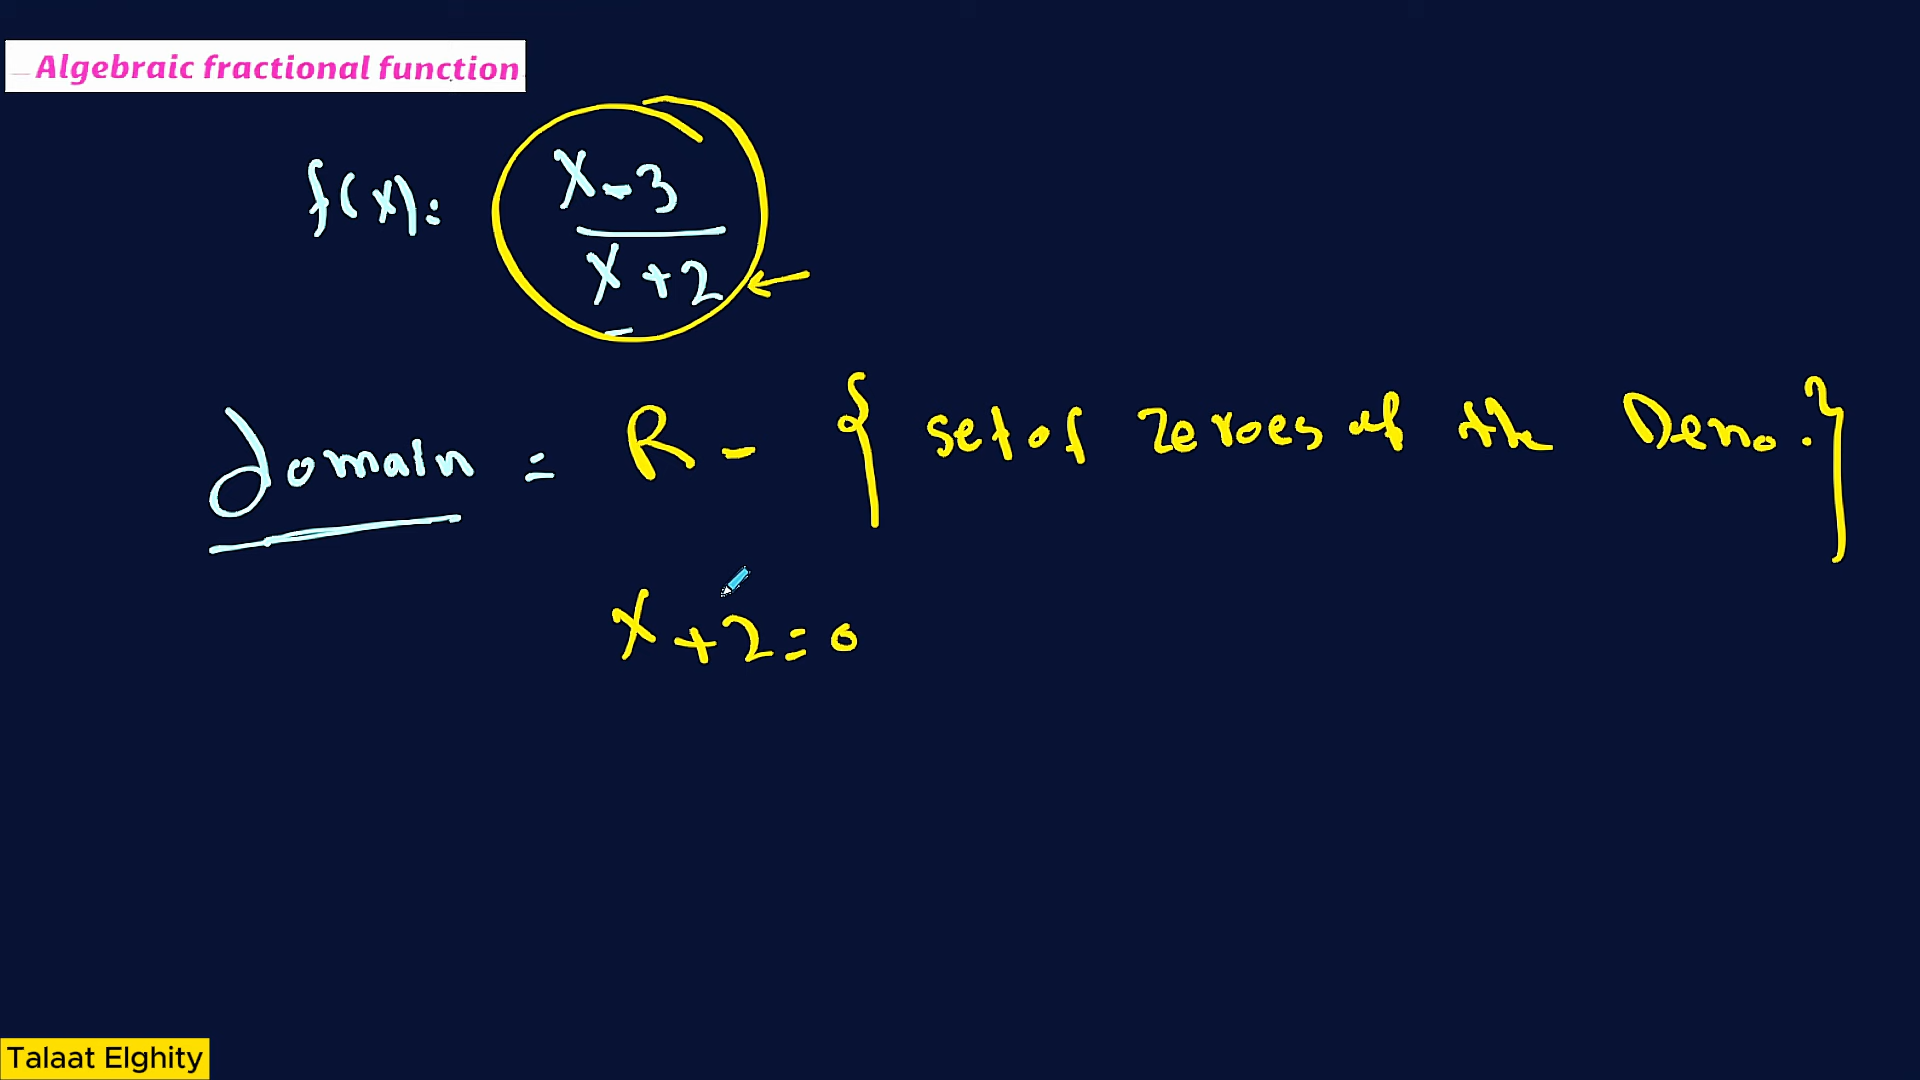 Algebraic fractional function
f(x)=
x-3
x+2
domain = R - { set of zeroes of the Deno. }
x+2=0
Talaat Elghity